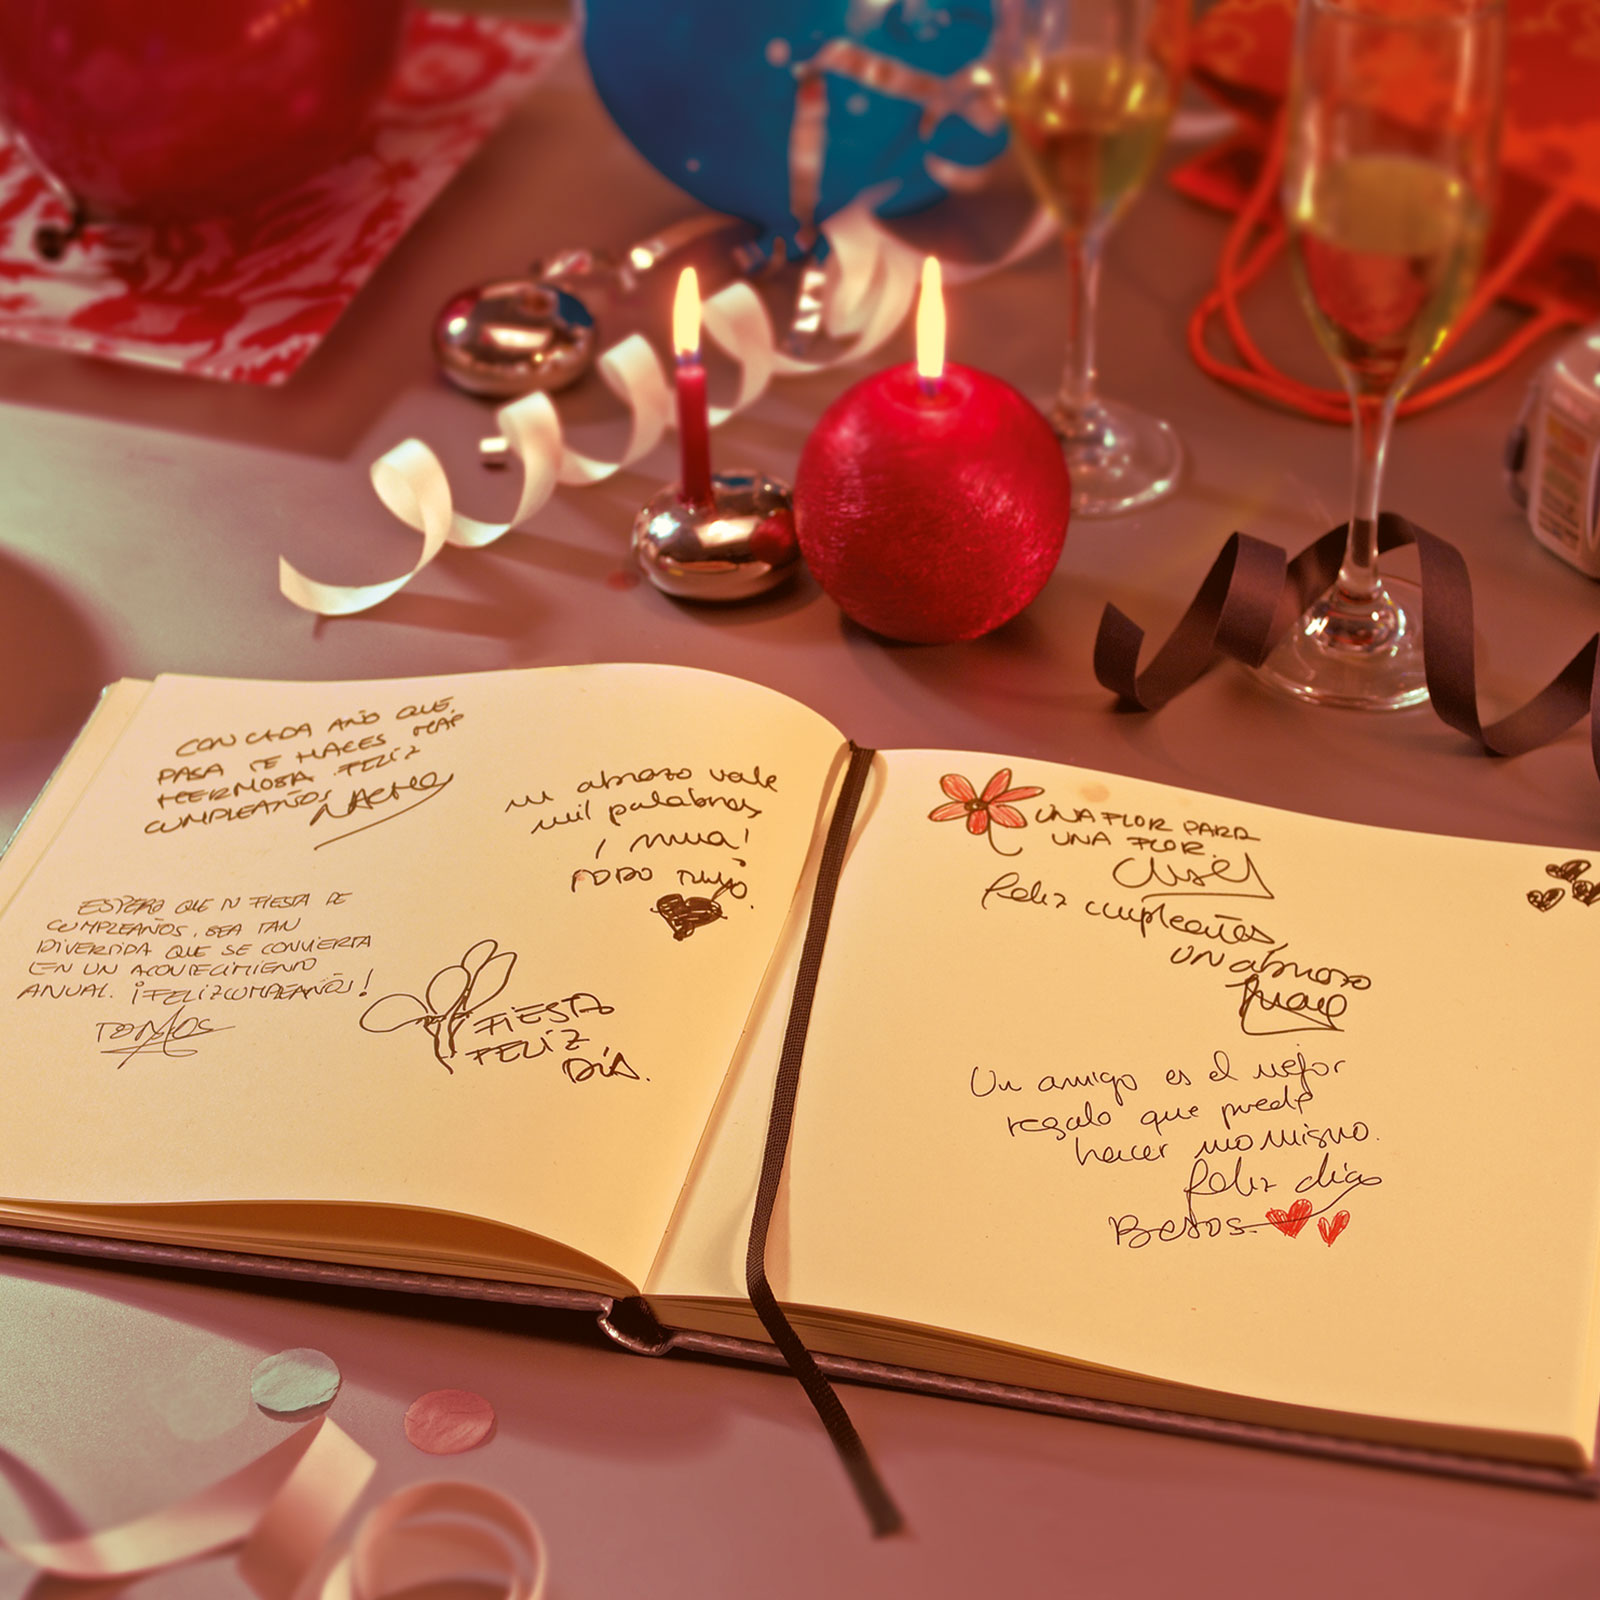 CON CADA AÑO QUE
PASA TE HACES MAS
HERMOSA. FELIZ
CUMPLEAÑOS
NACHO
un abrazo vale
mil palabras
¡ mua!
TODO TUYO.
ESPERO QUE TU FIESTA DE
CUMPLEAÑOS, SEA TAN
DIVERTIDA QUE SE CONVIERTA
EN UN ACONTECIMIENTO
ANUAL. ¡FELIZ CUMPLEAÑOS!
TOMÁS
FIESTA
FELIZ
DÍA.
UNA FLOR PARA
UNA FLOR.
feliz cumpleaños,
un abrazo
Un amigo es el mejor
regalo que puede
hacer uno mismo.
feliz día
Besos.